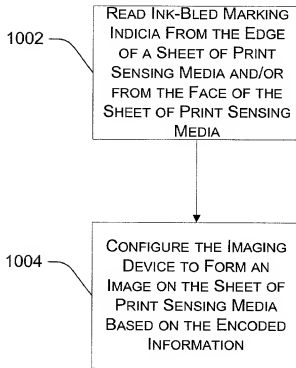 READ INK-BLED MARKING
INDICIA FROM THE EDGE
OF A SHEET OF PRINT
SENSING MEDIA AND/OR
FROM THE FACE OF THE
SHEET OF PRINT SENSING
MEDIA
1002
CONFIGURE THE IMAGING
DEVICE TO FORM AN
IMAGE ON THE SHEET OF
PRINT SENSING MEDIA
BASED ON THE ENCODED
INFORMATION
1004